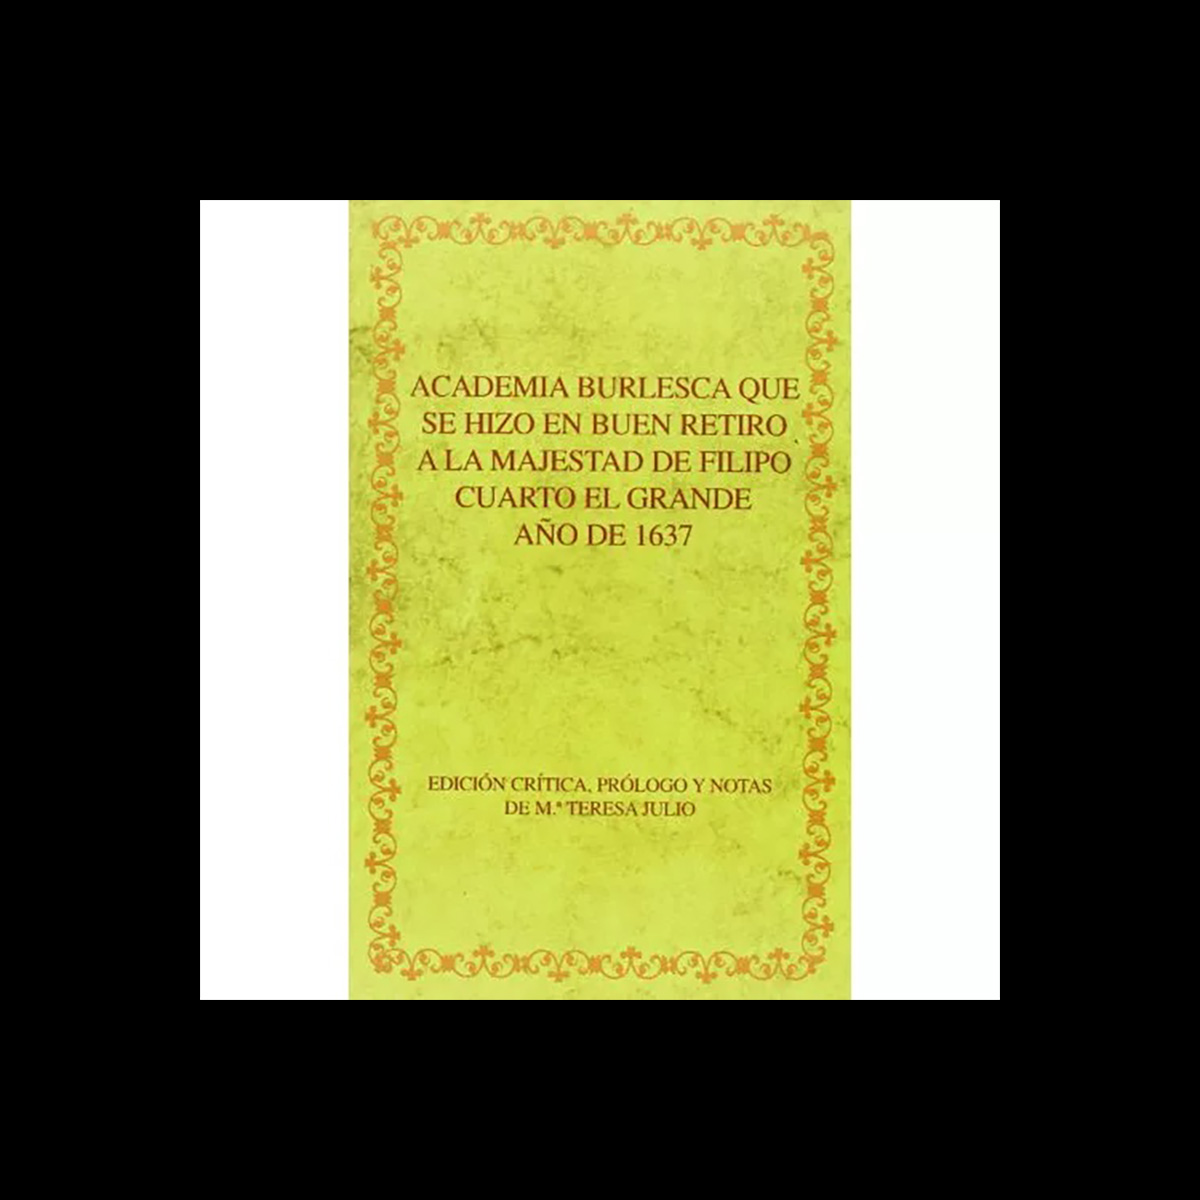 ACADEMIA BURLESCA QUE
SE HIZO EN BUEN RETIRO
A LA MAJESTAD DE FILIPO
CUARTO EL GRANDE
AÑO DE 1637
EDICIÓN CRÍTICA, PRÓLOGO Y NOTAS
DE M.ª TERESA JULIO